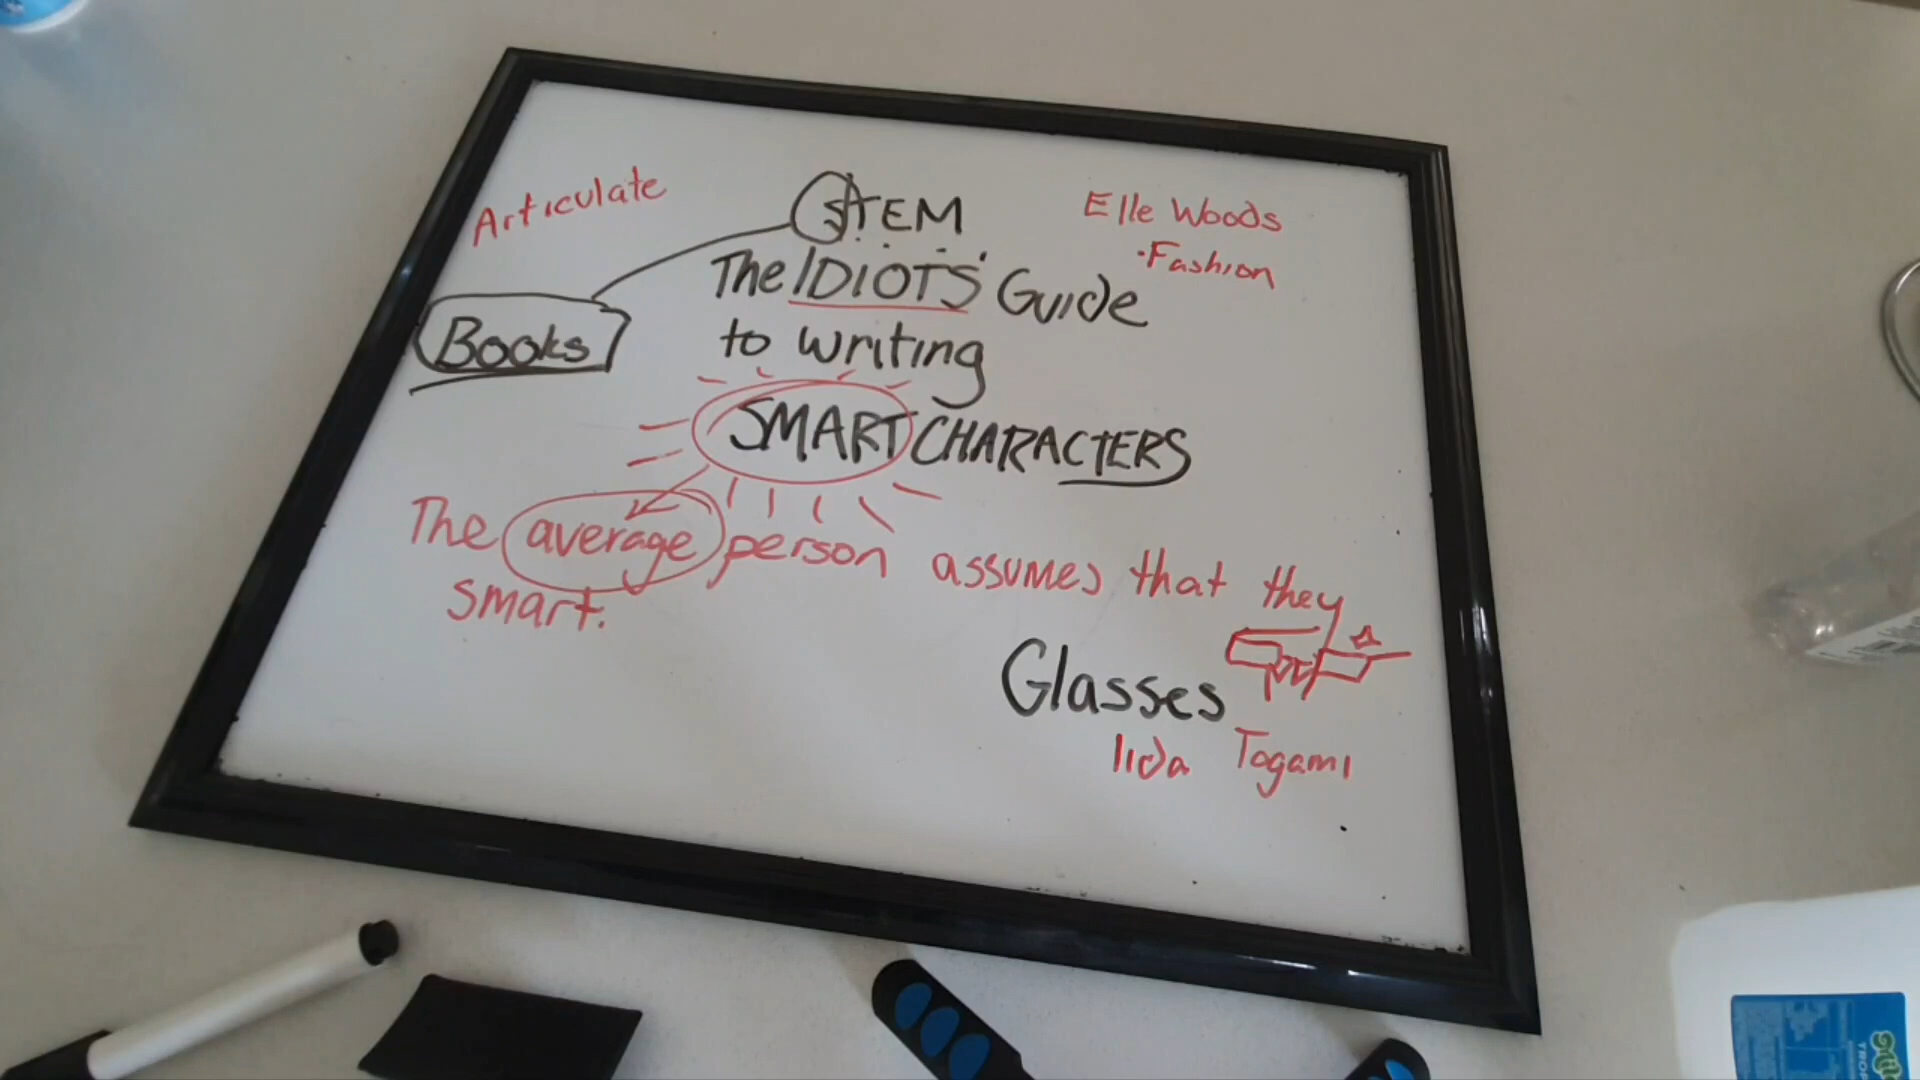 Articulate
STEM
Elle Woods
·Fashion
The IDIOTS Guide
Books
to writing
SMART CHARACTERS
The average person assumes that they
smart.
Glasses
Iida Togami